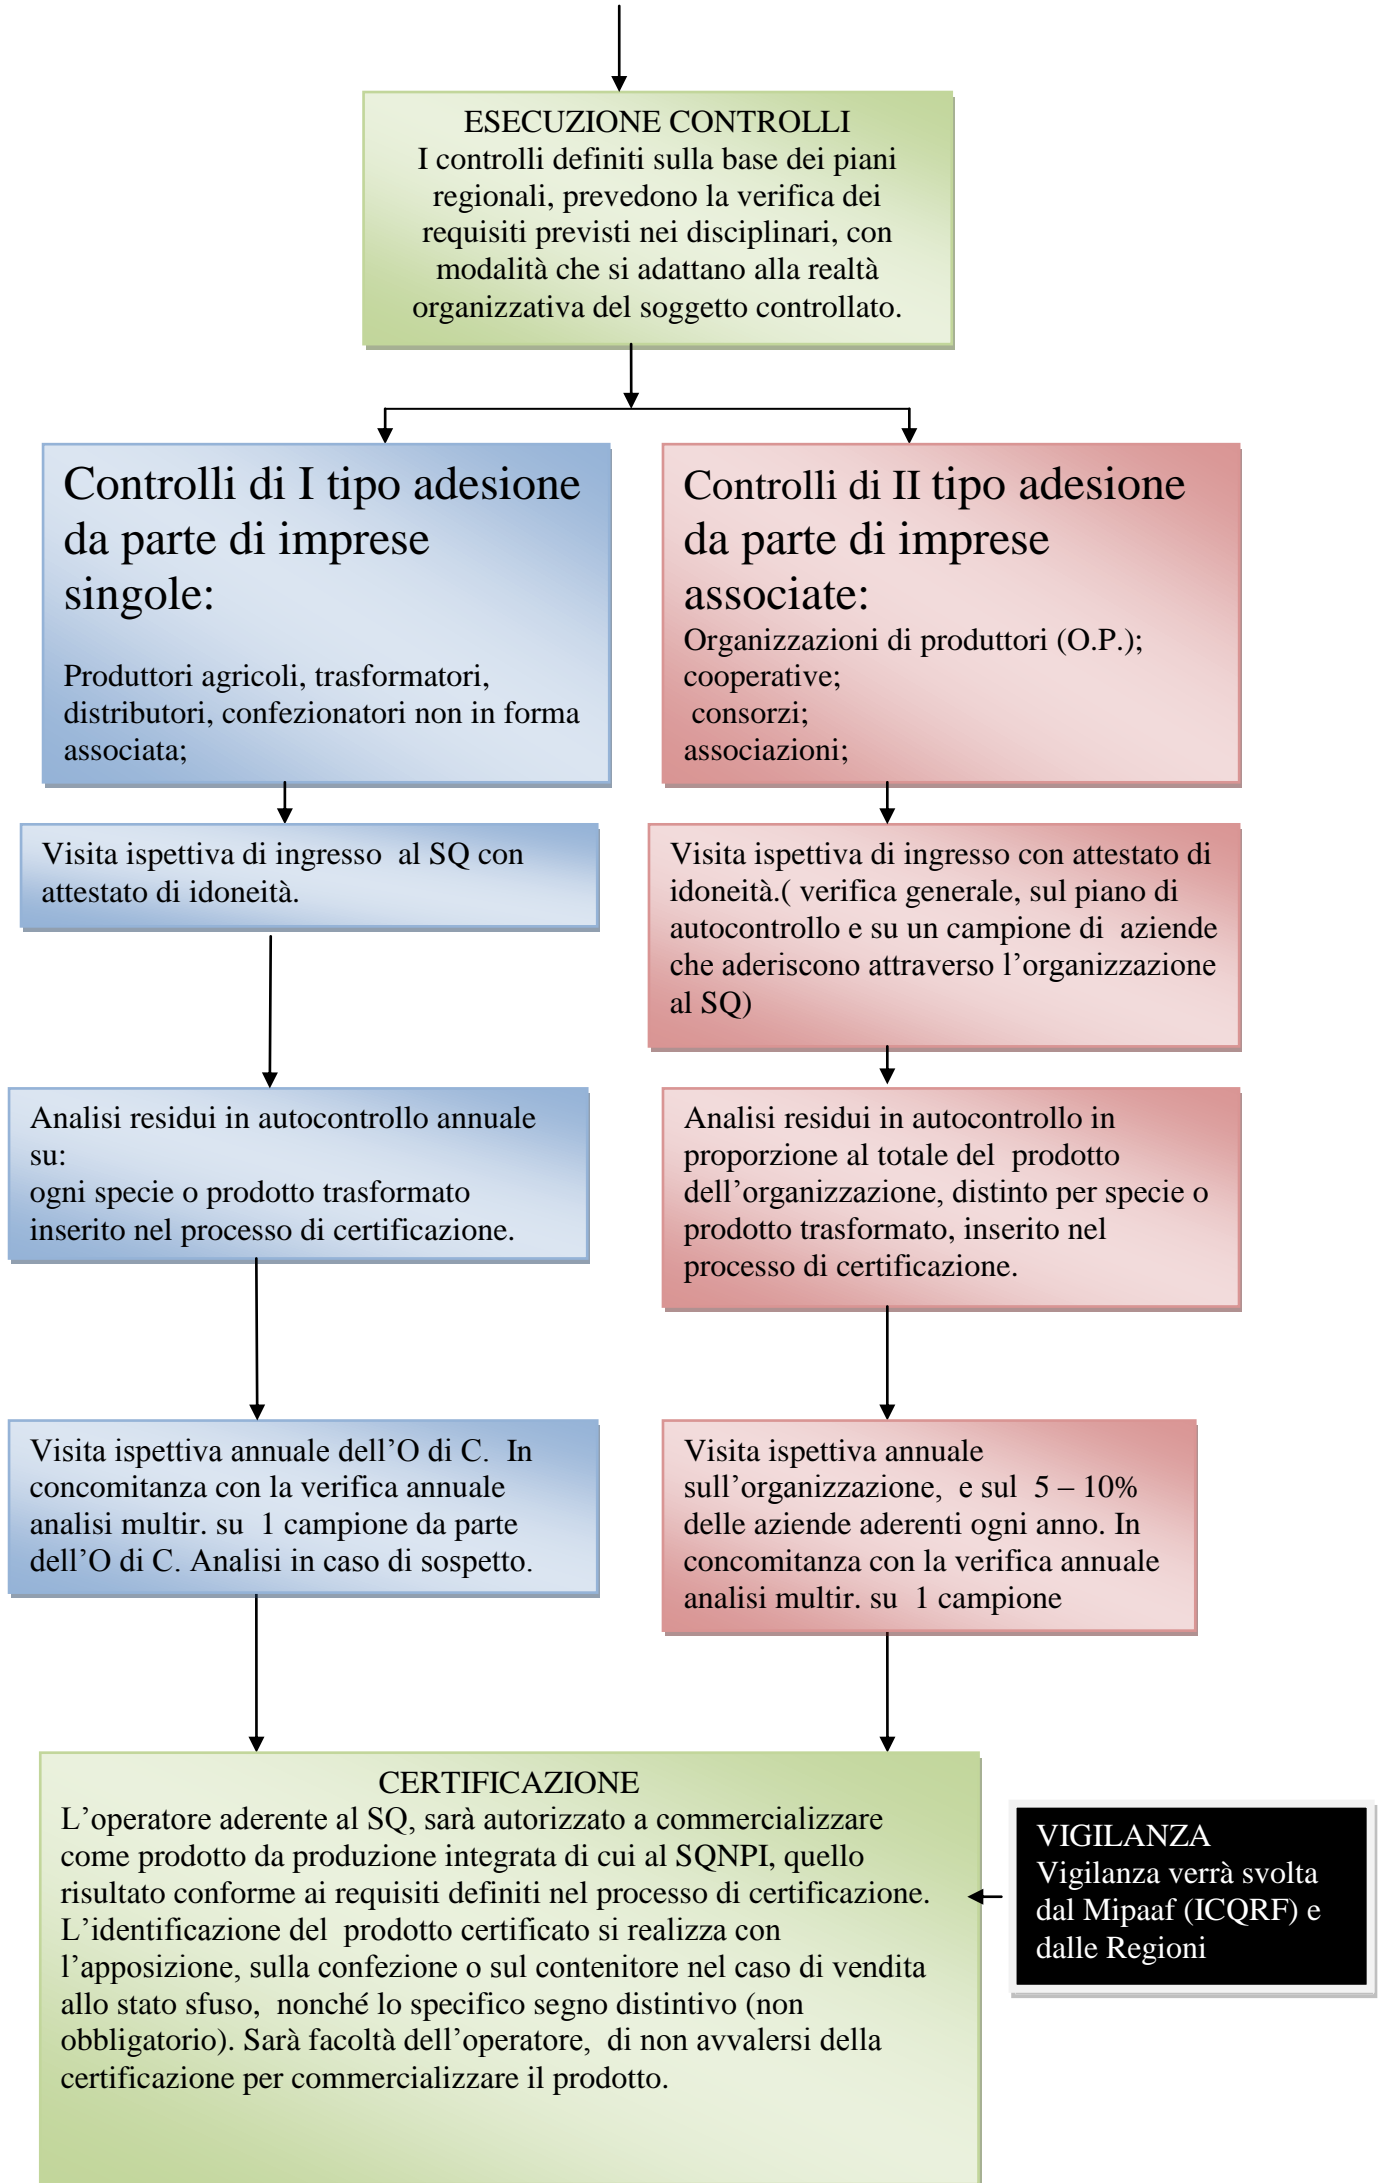 ESECUZIONE CONTROLLI
I controlli definiti sulla base dei piani
regionali, prevedono la verifica dei
requisiti previsti nei disciplinari, con
modalità che si adattano alla realtà
organizzativa del soggetto controllato.
Controlli di I tipo adesione
da parte di imprese
singole:
Produttori agricoli, trasformatori,
distributori, confezionatori non in forma
associata;
Controlli di II tipo adesione
da parte di imprese
associate:
Organizzazioni di produttori (O.P.);
cooperative;
consorzi;
associazioni;
Visita ispettiva di ingresso  al SQ con
attestato di idoneità.
Visita ispettiva di ingresso con attestato di
idoneità.( verifica generale, sul piano di
autocontrollo e su un campione di  aziende
che aderiscono attraverso l’organizzazione
al SQ)
Analisi residui in autocontrollo annuale
su:
ogni specie o prodotto trasformato
inserito nel processo di certificazione.
Analisi residui in autocontrollo in
proporzione al totale del  prodotto
dell’organizzazione, distinto per specie o
prodotto trasformato, inserito nel
processo di certificazione.
Visita ispettiva annuale dell’O di C.  In
concomitanza con la verifica annuale
analisi multir. su  1 campione da parte
dell’O di C. Analisi in caso di sospetto.
Visita ispettiva annuale
sull’organizzazione,  e sul  5 – 10%
delle aziende aderenti ogni anno. In
concomitanza con la verifica annuale
analisi multir. su  1 campione
CERTIFICAZIONE
L’operatore aderente al SQ, sarà autorizzato a commercializzare
come prodotto da produzione integrata di cui al SQNPI, quello
risultato conforme ai requisiti definiti nel processo di certificazione.
L’identificazione del  prodotto certificato si realizza con
l’apposizione, sulla confezione o sul contenitore nel caso di vendita
allo stato sfuso,  nonché lo specifico segno distintivo (non
obbligatorio). Sarà facoltà dell’operatore,  di non avvalersi della
certificazione per commercializzare il prodotto.
VIGILANZA
Vigilanza verrà svolta
dal Mipaaf (ICQRF) e
dalle Regioni